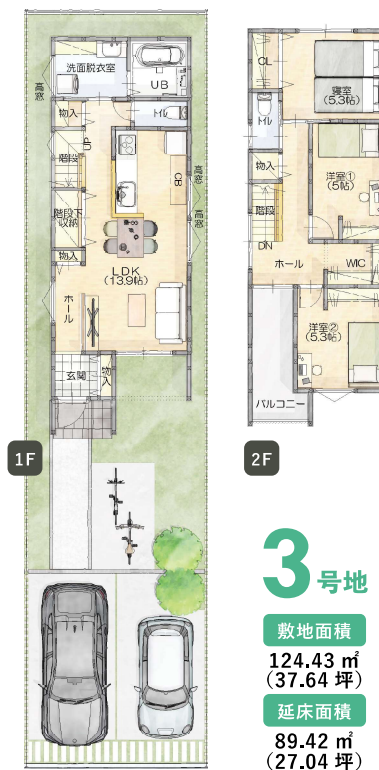 高窓
洗面脱衣室
UB
物入
トイレ
UP
階段
階段下
収納
CB
高窓
高窓
物入
LDK
(13.9帖)
ホール
玄関
物入
1F
CL
寝室
(5.3帖)
トイレ
物入
洋室①
(5帖)
階段
DN
ホール
WIC
洋室②
(5.3帖)
バルコニー
2F
3号地
敷地面積
124.43 ㎡
(37.64 坪)
延床面積
89.42 ㎡
(27.04 坪)